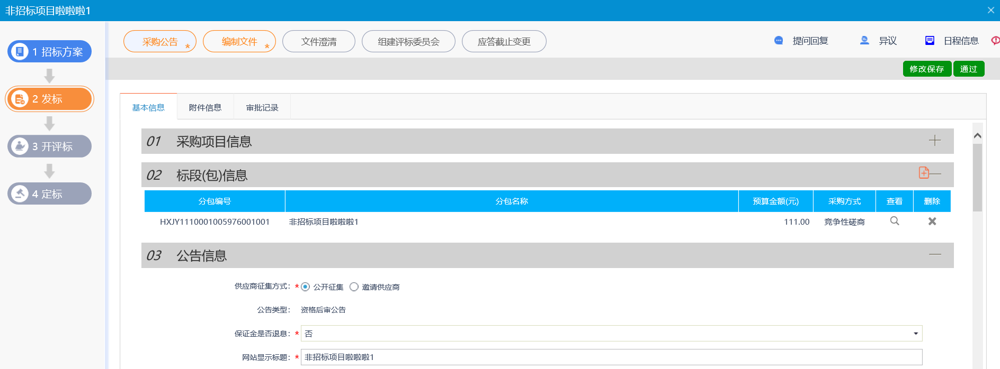 非招标项目啦啦啦1
1 招标方案
2 发标
3 开评标
4 定标
采购公告 *
编制文件 *
文件澄清
组建评标委员会
应答截止变更
提问回复
异议
日程信息
修改保存
通过
基本信息
附件信息
审批记录
01 采购项目信息
02 标段(包)信息
分包编号 分包名称 预算金额(元) 采购方式 查看 删除
HXJY1110001005976001001 非招标项目啦啦啦1 111.00 竞争性磋商
03 公告信息
供应商征集方式: * 公开征集 邀请供应商
公告类型: 资格后审公告
保证金是否退息: * 否
网站显示标题: * 非招标项目啦啦啦1